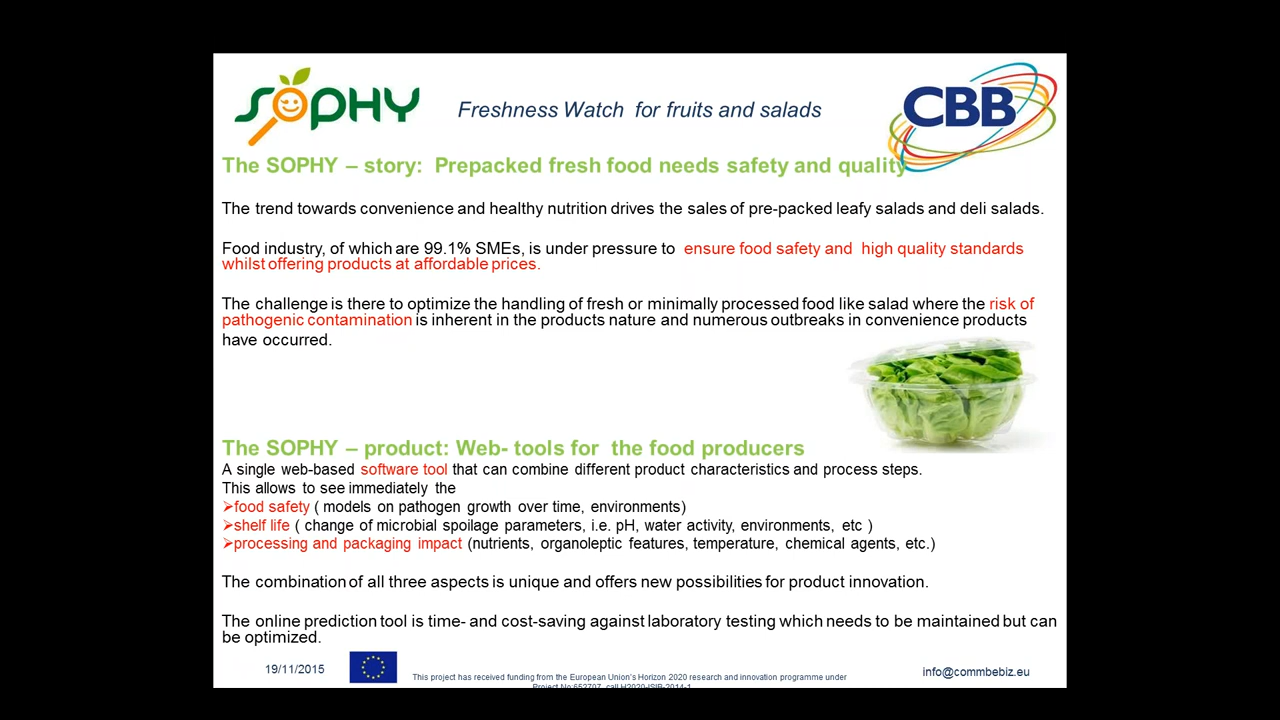 SOPHY
Freshness Watch for fruits and salads
CBB
The SOPHY – story: Prepacked fresh food needs safety and quality
The trend towards convenience and healthy nutrition drives the sales of pre-packed leafy salads and deli salads.
Food industry, of which are 99.1% SMEs, is under pressure to ensure food safety and high quality standards
whilst offering products at affordable prices.
The challenge is there to optimize the handling of fresh or minimally processed food like salad where the risk of
pathogenic contamination is inherent in the products nature and numerous outbreaks in convenience products
have occurred.
The SOPHY – product: Web- tools for the food producers
A single web-based software tool that can combine different product characteristics and process steps.
This allows to see immediately the
➢food safety ( models on pathogen growth over time, environments)
➢shelf life ( change of microbial spoilage parameters, i.e. pH, water activity, environments, etc )
➢processing and packaging impact (nutrients, organoleptic features, temperature, chemical agents, etc.)
The combination of all three aspects is unique and offers new possibilities for product innovation.
The online prediction tool is time- and cost-saving against laboratory testing which needs to be maintained but can
be optimized.
19/11/2015
This project has received funding from the European Union's Horizon 2020 research and innovation programme under
Project No:652707, call H2020-ISIB-2014-1
info@commbebiz.eu